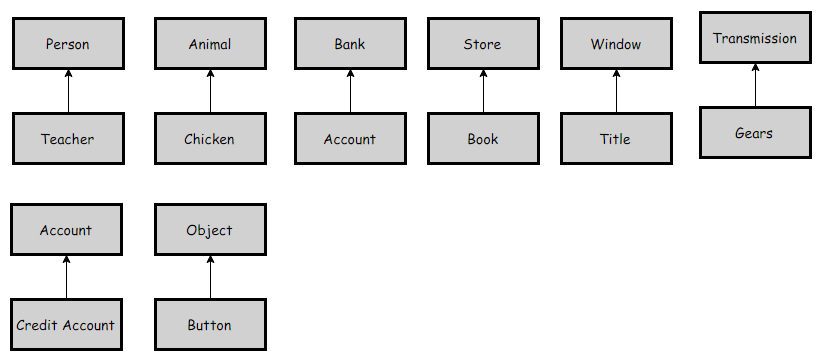 Person
Animal
Bank
Store
Window
Transmission
Teacher
Chicken
Account
Book
Title
Gears
Account
Object
Credit Account
Button